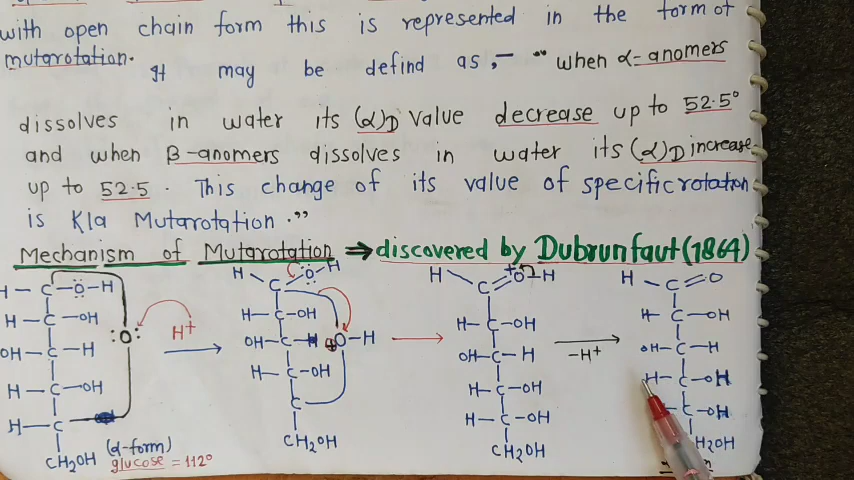 with open chain form this is represented in the form of
mutarotation.
It may be defind as,– "when α-anomers
dissolves in water its (α)D value decrease up to 52.5°
and when β-anomers dissolves in water its (α)D increase
up to 52.5. This change of its value of specific rotation
is K/a Mutarotation."
Mechanism of Mutarotation ⇒ discovered by Dubrunfaut (1864)
H – C – Ö – H
H – C – OH
OH – C – H
H – C – OH
H – C
CH₂OH
:O:
(α-form)
glucose = 112°
H⁺
H C Ö H
H – C – OH
OH – C – H
H – C – OH
C
CH₂OH
⊕O – H
H C = O⁺ – H
H – C – OH
OH – C – H
H – C – OH
H – C – OH
CH₂OH
–H⁺
H C = O
H – C – OH
OH – C – H
H – C – OH
C – OH
H₂OH